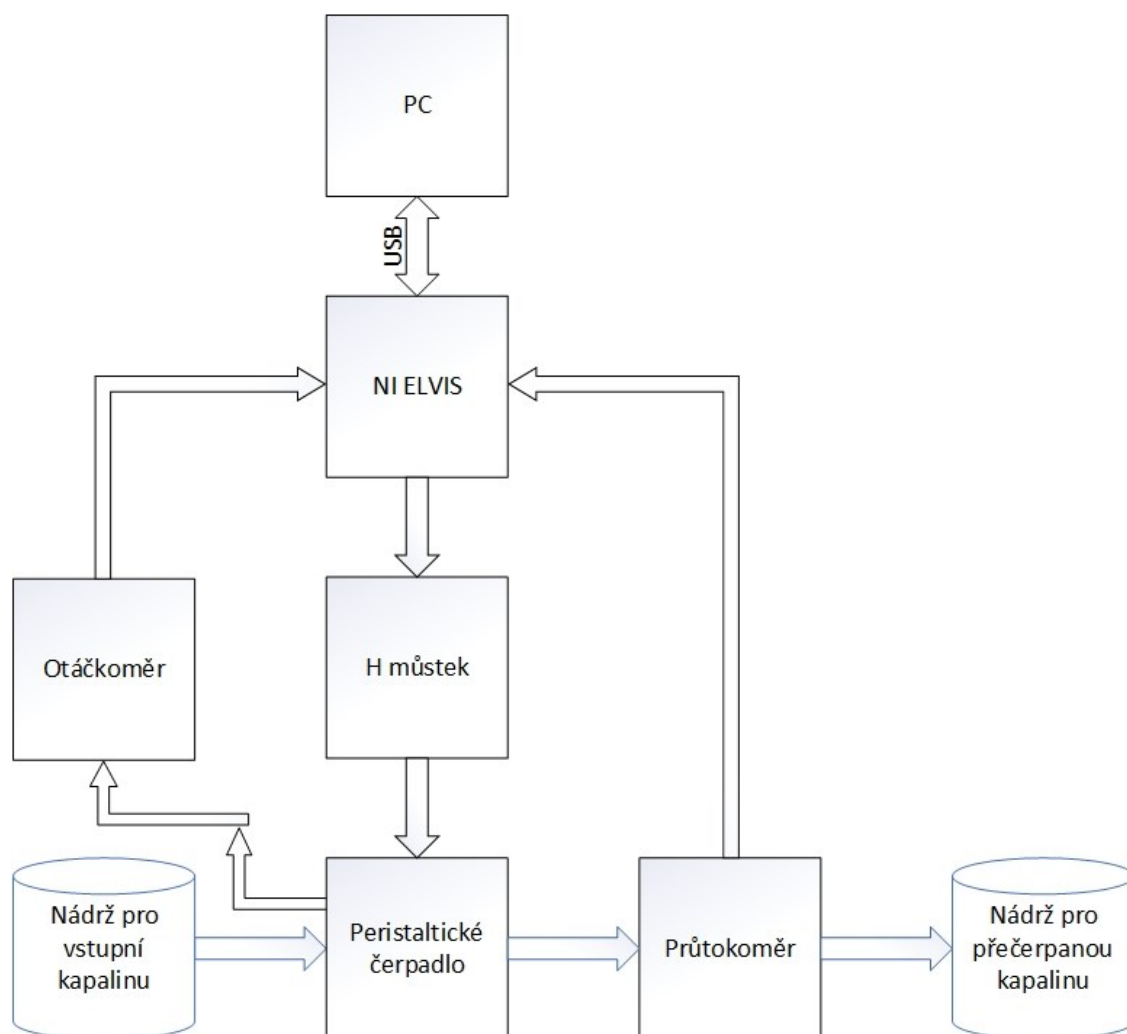 PC
USB
NI ELVIS
Otáčkoměr
H můstek
Nádrž pro
vstupní
kapalinu
Peristaltické
čerpadlo
Průtokoměr
Nádrž pro
přečerpanou
kapalinu